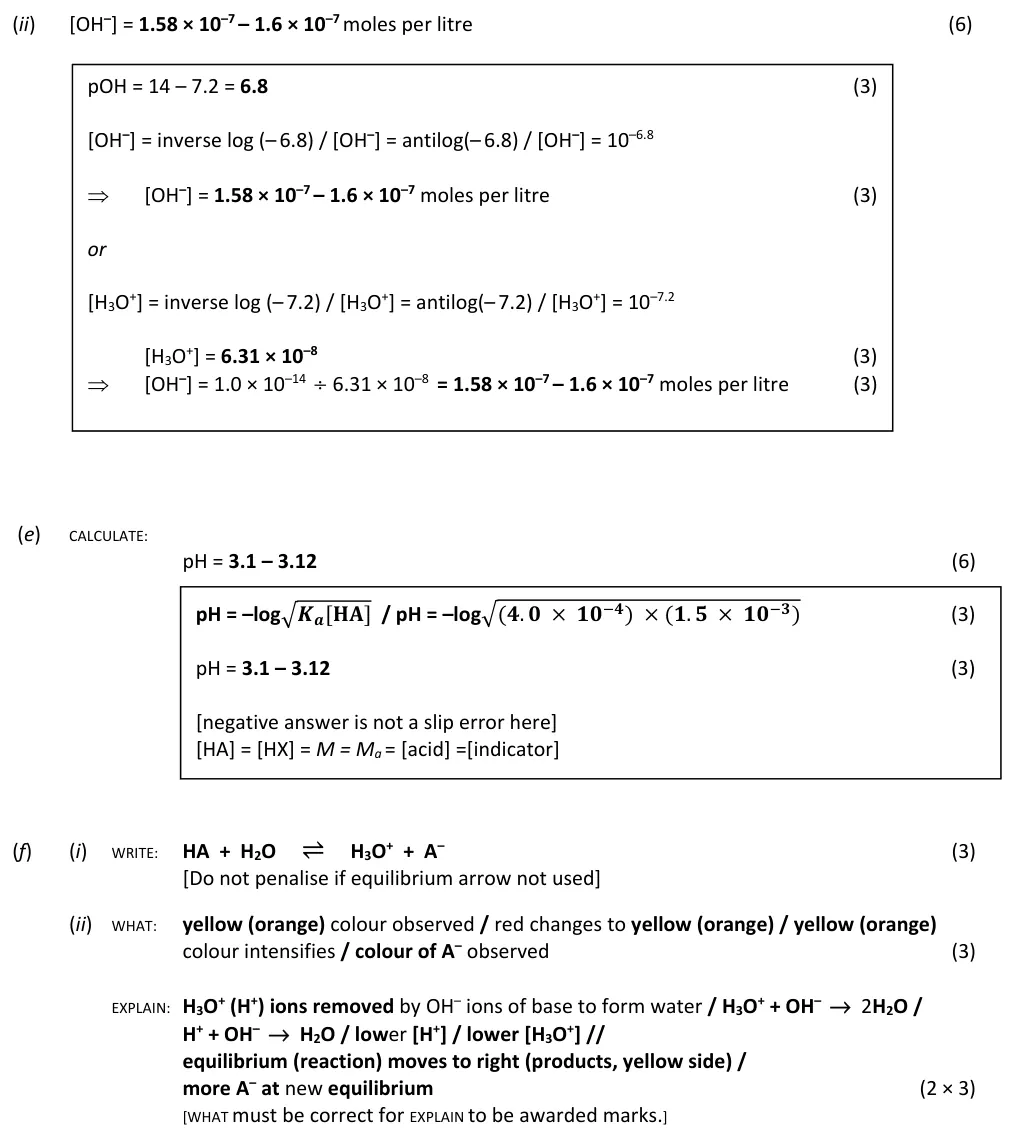 (ii) [OH⁻] = 1.58 × 10⁻⁷ – 1.6 × 10⁻⁷ moles per litre (6)
pOH = 14 – 7.2 = 6.8 (3)
[OH⁻] = inverse log (– 6.8) / [OH⁻] = antilog(– 6.8) / [OH⁻] = 10⁻⁶·⁸
⇒ [OH⁻] = 1.58 × 10⁻⁷ – 1.6 × 10⁻⁷ moles per litre (3)
or
[H₃O⁺] = inverse log (– 7.2) / [H₃O⁺] = antilog(– 7.2) / [H₃O⁺] = 10⁻⁷·²
[H₃O⁺] = 6.31 × 10⁻⁸ (3)
⇒ [OH⁻] = 1.0 × 10⁻¹⁴ ÷ 6.31 × 10⁻⁸ = 1.58 × 10⁻⁷ – 1.6 × 10⁻⁷ moles per litre (3)
(e) CALCULATE:
pH = 3.1 – 3.12 (6)
pH = –log√(Kₐ[HA]) / pH = –log√((4.0 × 10⁻⁴) × (1.5 × 10⁻³)) (3)
pH = 3.1 – 3.12 (3)
[negative answer is not a slip error here]
[HA] = [HX] = M = Mₐ = [acid] =[indicator]
(f) (i) WRITE: HA + H₂O ⇌ H₃O⁺ + A⁻ (3)
[Do not penalise if equilibrium arrow not used]
(ii) WHAT: yellow (orange) colour observed / red changes to yellow (orange) / yellow (orange)
colour intensifies / colour of A⁻ observed (3)
EXPLAIN: H₃O⁺ (H⁺) ions removed by OH⁻ ions of base to form water / H₃O⁺ + OH⁻ → 2H₂O /
H⁺ + OH⁻ → H₂O / lower [H⁺] / lower [H₃O⁺] //
equilibrium (reaction) moves to right (products, yellow side) /
more A⁻ at new equilibrium (2 × 3)
[WHAT must be correct for EXPLAIN to be awarded marks.]